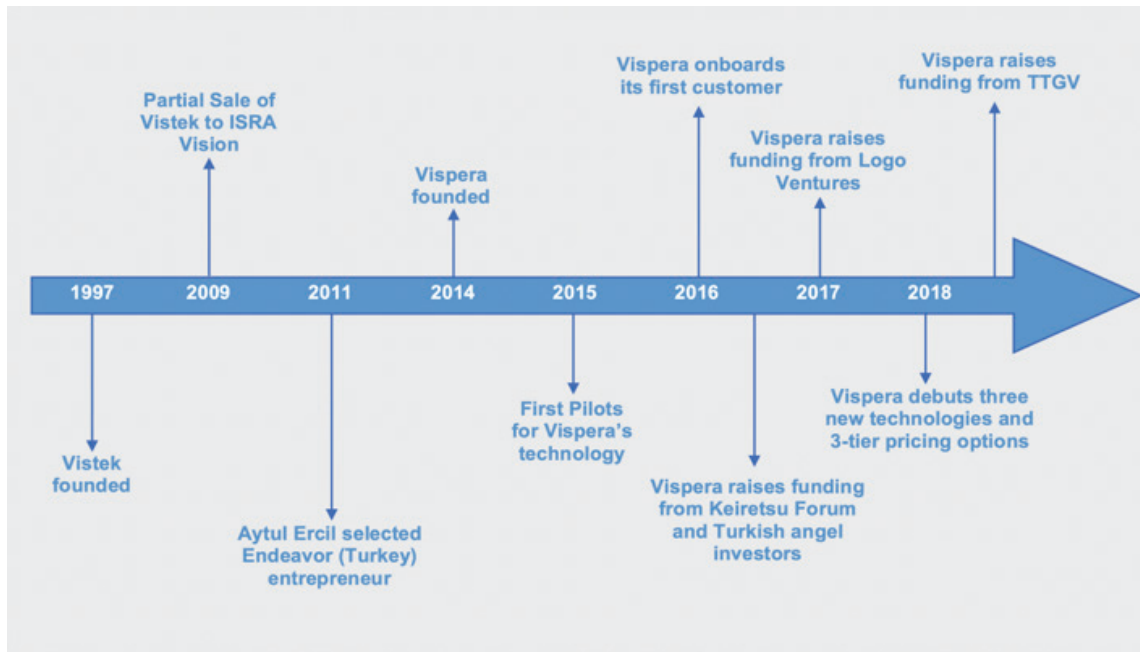 Vispera onboards
its first customer
Vispera raises
funding from TTGV
Partial Sale of
Vistek to ISRA
Vision
Vispera raises
funding from Logo
Ventures
Vispera
founded
1997 2009 2011 2014 2015 2016 2017 2018
Vistek
founded
Aytul Ercil selected
Endeavor (Turkey)
entrepreneur
First Pilots
for Vispera’s
technology
Vispera raises funding
from Keiretsu Forum
and Turkish angel
investors
Vispera debuts three
new technologies and
3-tier pricing options